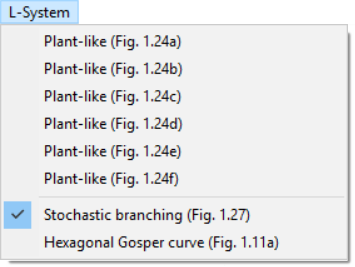 L-System
Plant-like (Fig. 1.24a)
Plant-like (Fig. 1.24b)
Plant-like (Fig. 1.24c)
Plant-like (Fig. 1.24d)
Plant-like (Fig. 1.24e)
Plant-like (Fig. 1.24f)
Stochastic branching (Fig. 1.27)
Hexagonal Gosper curve (Fig. 1.11a)